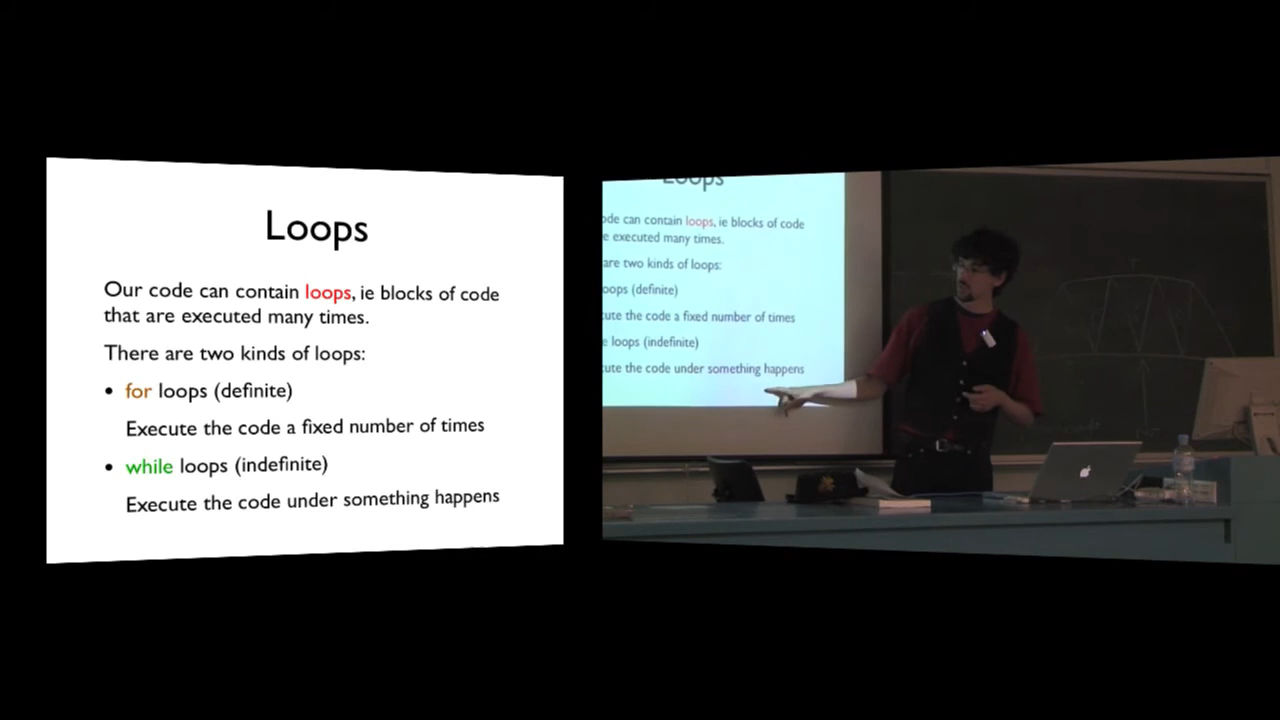 Loops
Our code can contain loops, ie blocks of code
that are executed many times.
There are two kinds of loops:
• for loops (definite)
Execute the code a fixed number of times
• while loops (indefinite)
Execute the code under something happens
Loops
ode can contain loops, ie blocks of code
e executed many times.
are two kinds of loops:
oops (definite)
ute the code a fixed number of times
e loops (indefinite)
ute the code under something happens